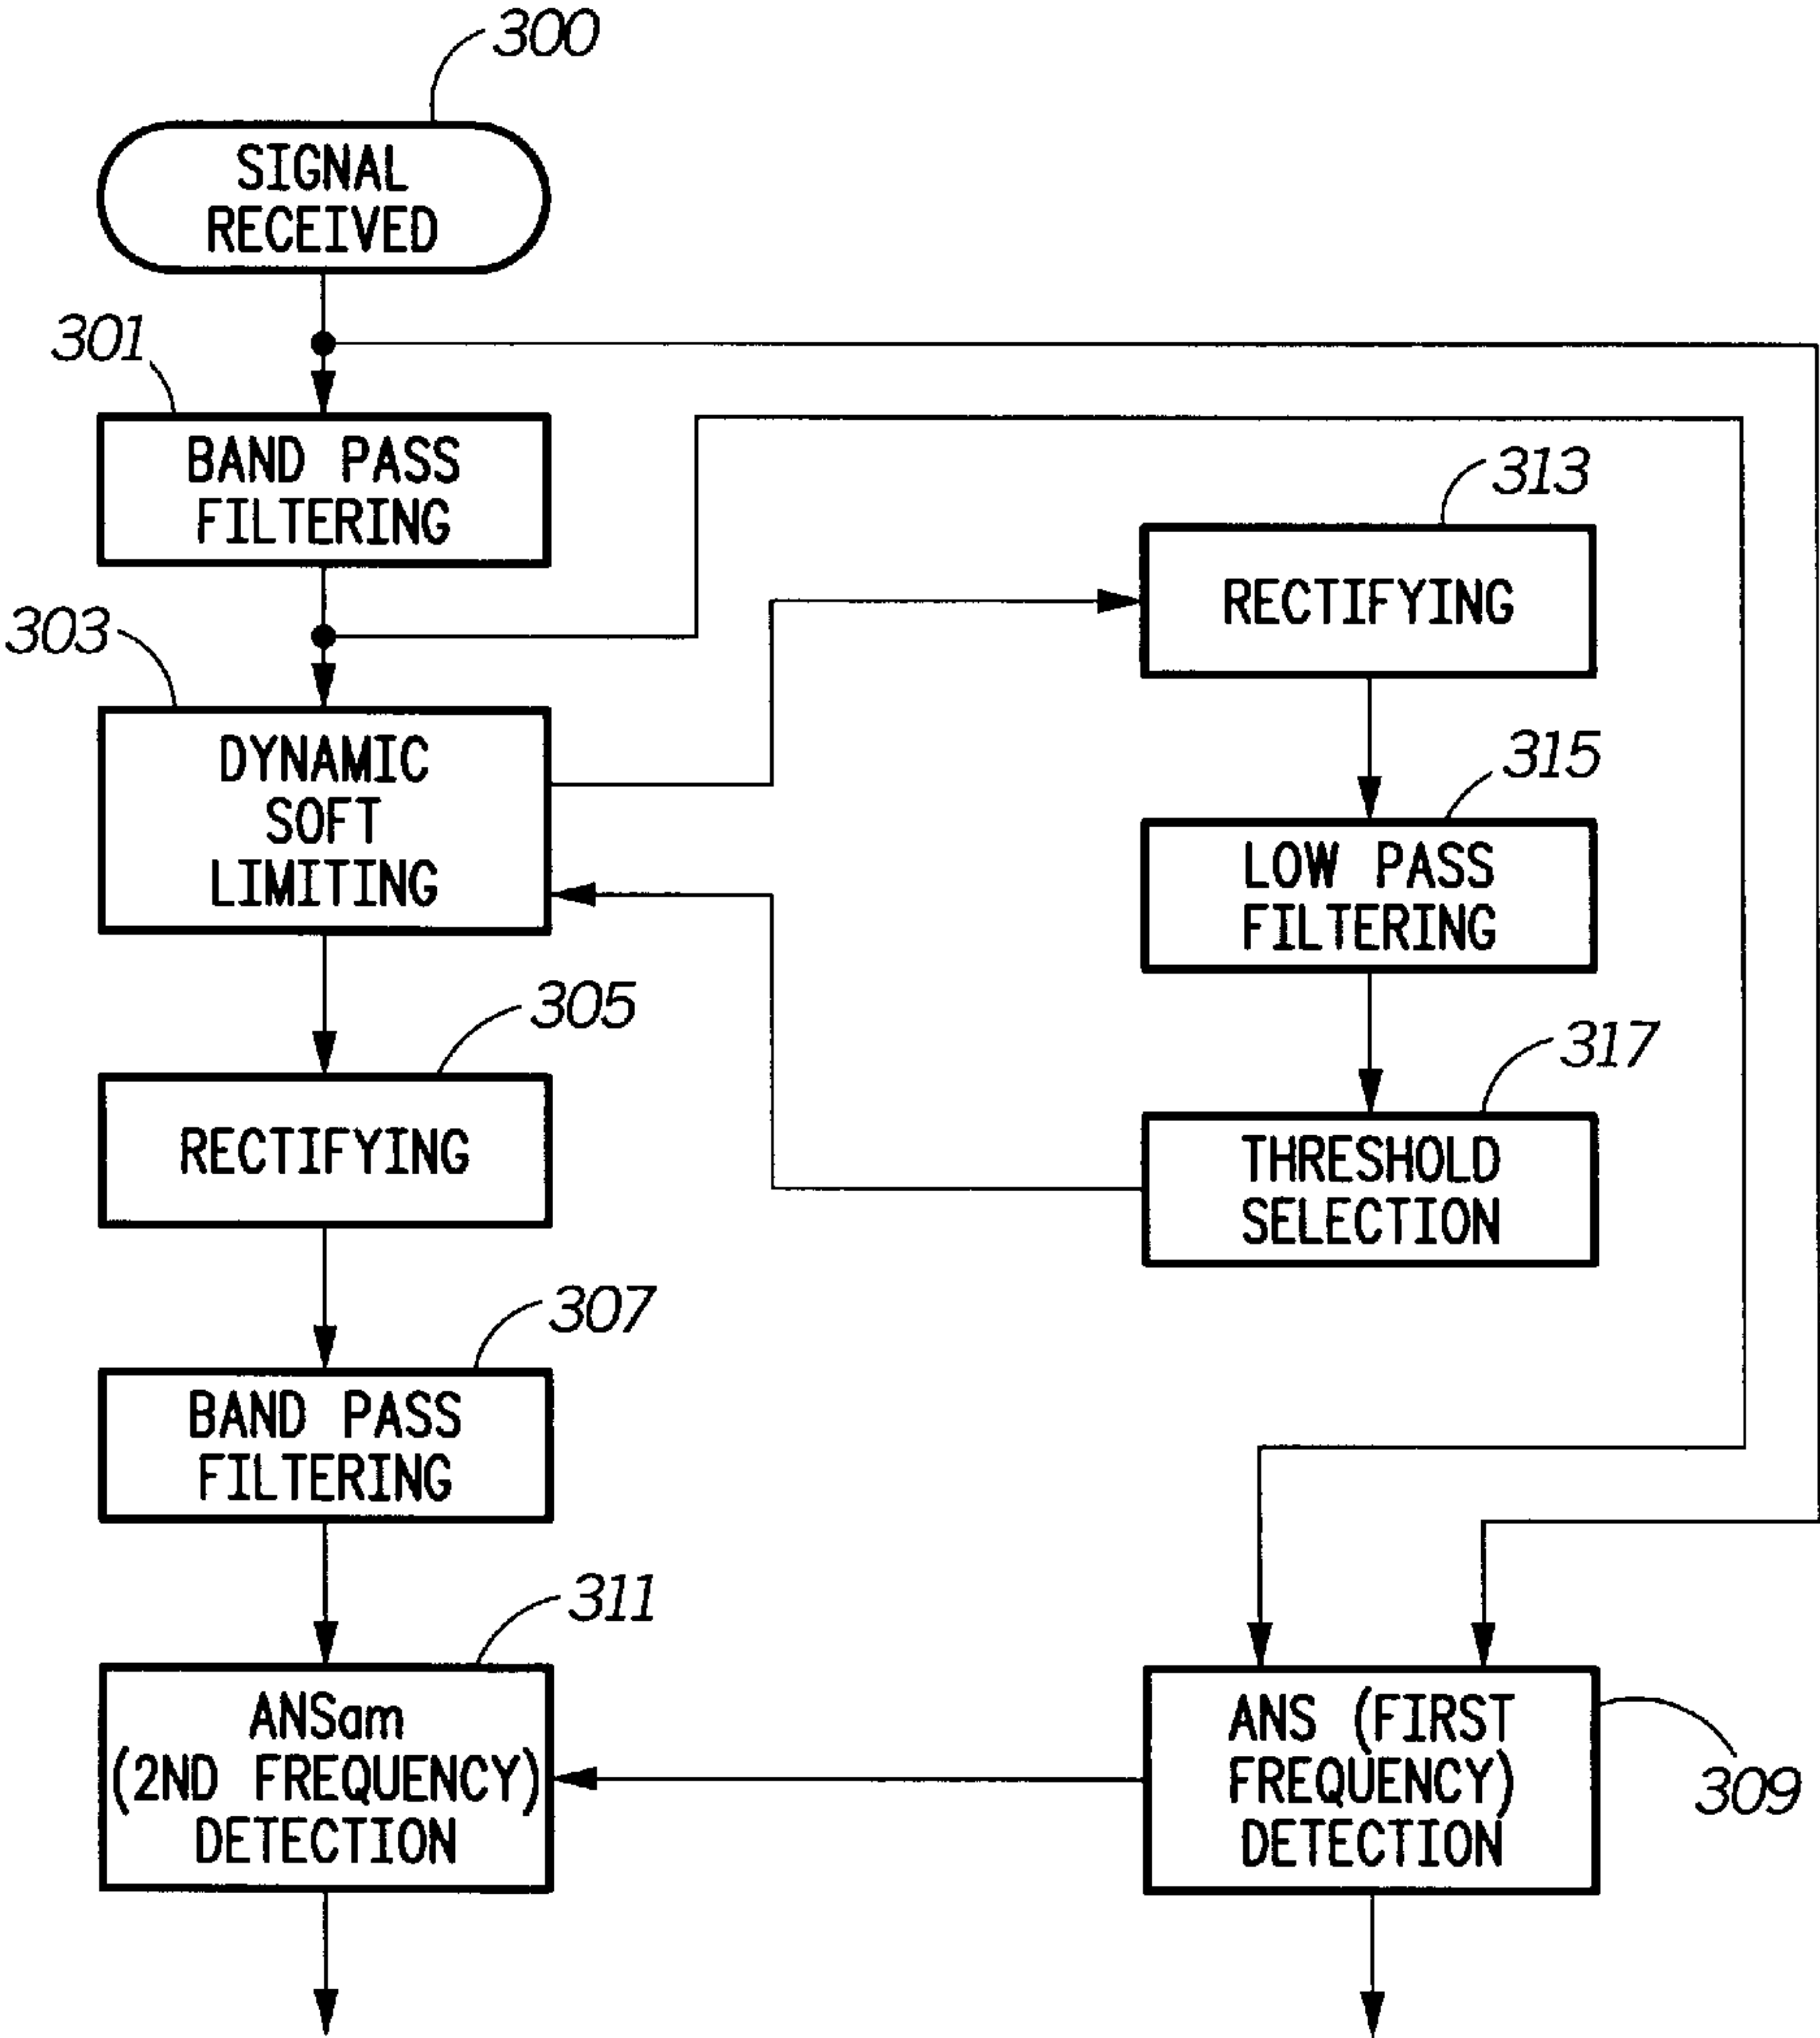 300
SIGNAL
RECEIVED
301
BAND PASS
FILTERING
313
RECTIFYING
303
DYNAMIC
SOFT
LIMITING
315
LOW PASS
FILTERING
305
RECTIFYING
317
THRESHOLD
SELECTION
307
BAND PASS
FILTERING
311
ANSam
(2ND FREQUENCY)
DETECTION
ANS (FIRST
FREQUENCY)
DETECTION
309